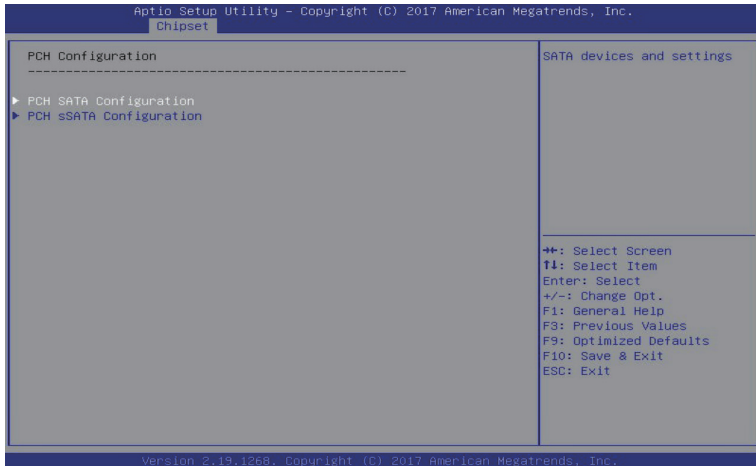 Aptio Setup Utility – Copyright (C) 2017 American Megatrends, Inc.
Chipset
PCH Configuration
--------------------------------------------------
PCH SATA Configuration
PCH sSATA Configuration
SATA devices and settings
→←: Select Screen
↑↓: Select Item
Enter: Select
+/-: Change Opt.
F1: General Help
F3: Previous Values
F9: Optimized Defaults
F10: Save & Exit
ESC: Exit
Version 2.19.1268. Copyright (C) 2017 American Megatrends, Inc.